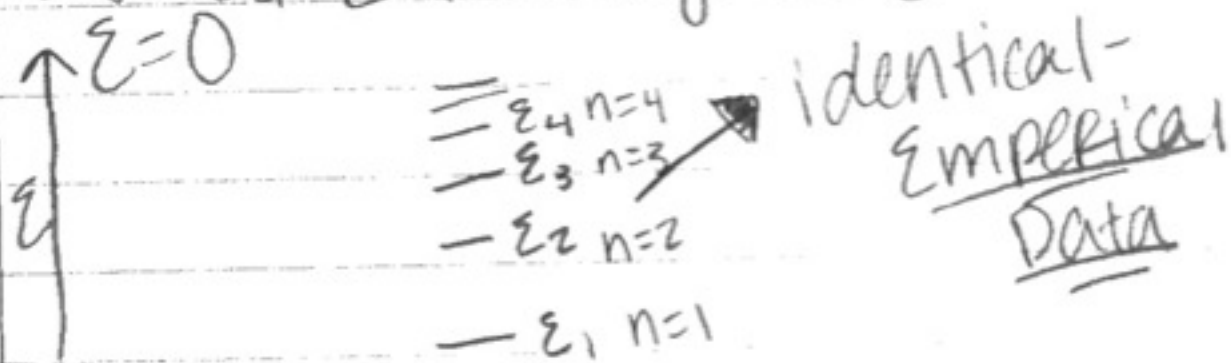 ε=0
identical-
Emperical
Data
ε4 n=4
ε3 n=3
ε
ε2 n=2
ε1 n=1